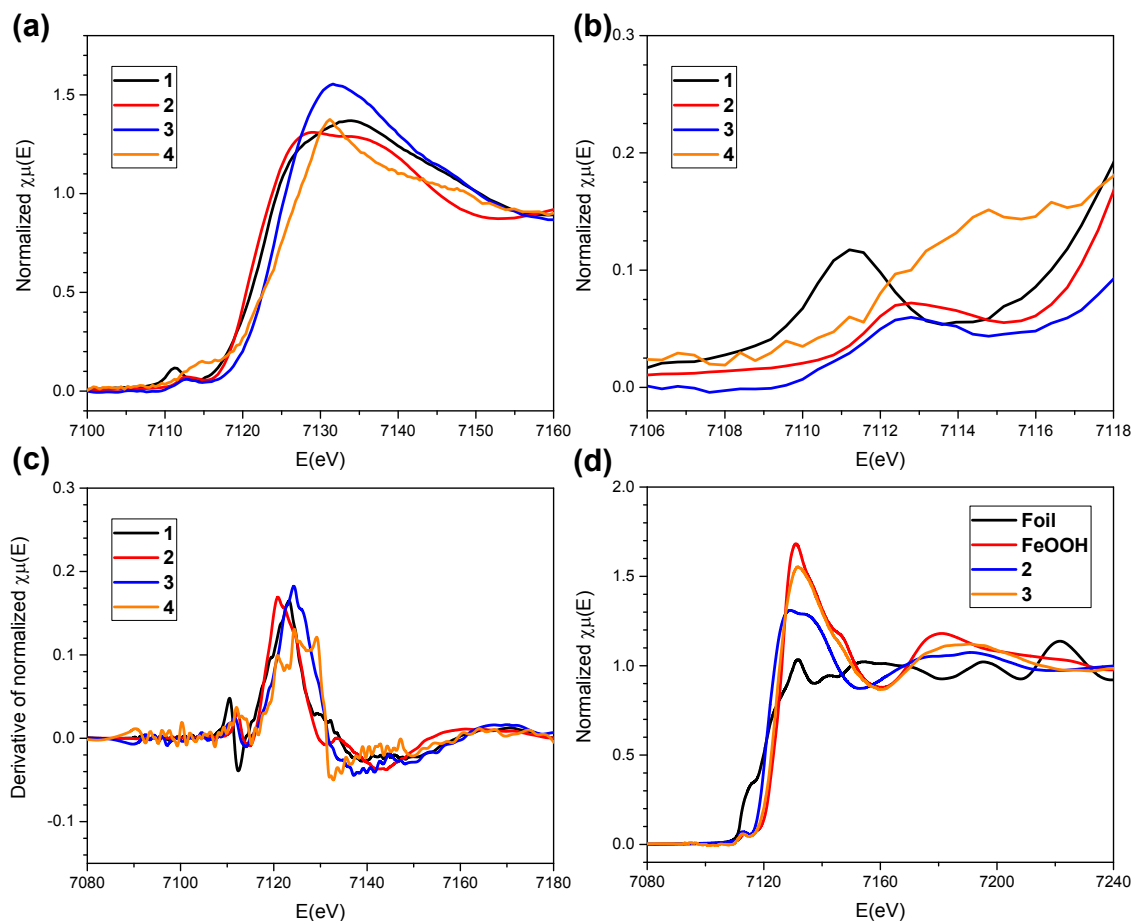 (a)
1
2
3
4
Normalized χμ(E)
1.5
1.0
0.5
0.0
7100 7110 7120 7130 7140 7150 7160
E(eV)
(b)
1
2
3
4
Normalized χμ(E)
0.3
0.2
0.1
0.0
7106 7108 7110 7112 7114 7116 7118
E(eV)
(c)
1
2
3
4
Derivative of normalized χμ(E)
0.3
0.2
0.1
0.0
-0.1
7080 7100 7120 7140 7160 7180
E(eV)
(d)
Foil
FeOOH
2
3
Normalized χμ(E)
2.0
1.5
1.0
0.5
0.0
7080 7120 7160 7200 7240
E(eV)